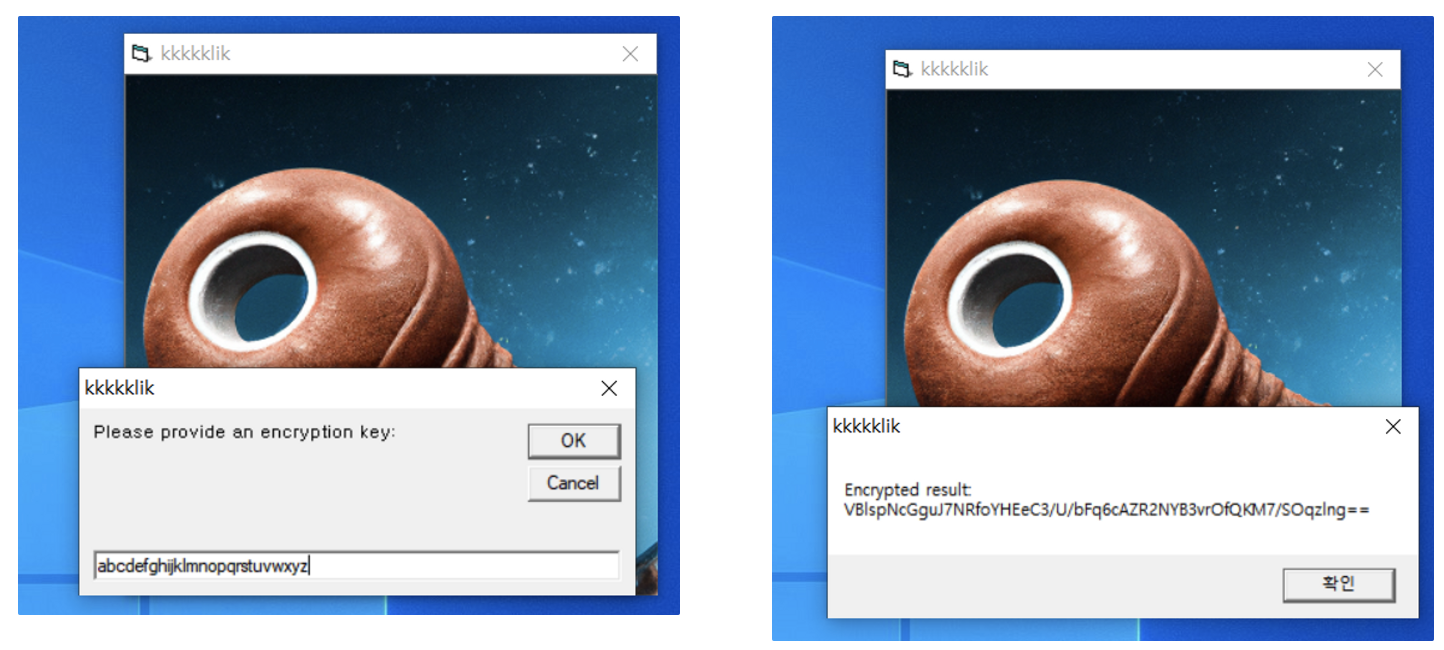 kkkkklik
kkkkklik
Please provide an encryption key:
OK
Cancel
abcdefghijklmnopqrstuvwxyz
kkkkklik
kkkkklik
Encrypted result:
VBlspNcGguJ7NRfoYHEeC3/U/bFq6cAZR2NYB3vrOfQKM7/SOqzlng==
확인